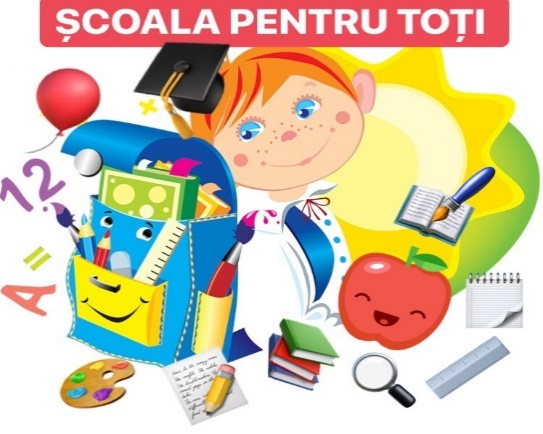 ȘCOALA PENTRU TOȚI
12
A =